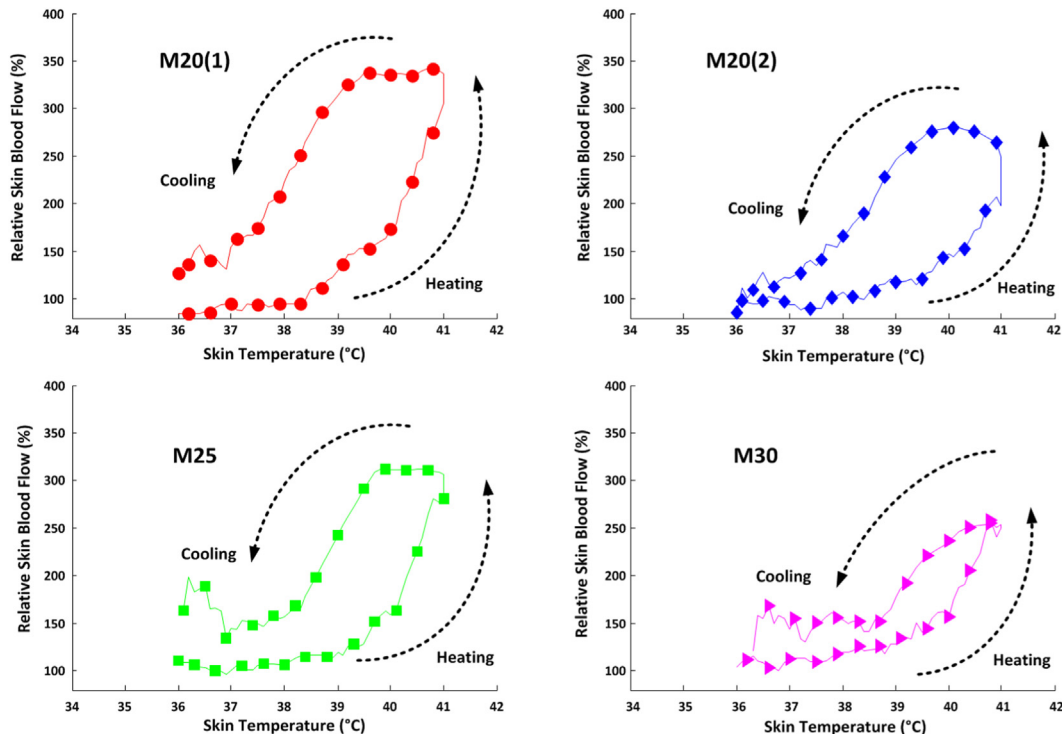 M20(1)
Relative Skin Blood Flow (%)
400
350
300
250
200
150
100
Cooling
Heating
34 35 36 37 38 39 40 41 42
Skin Temperature (°C)
M20(2)
Relative Skin Blood Flow (%)
400
350
300
250
200
150
100
Cooling
Heating
34 35 36 37 38 39 40 41 42
Skin Temperature (°C)
M25
Relative Skin Blood Flow (%)
400
350
300
250
200
150
100
Cooling
Heating
34 35 36 37 38 39 40 41 42
Skin Temperature (°C)
M30
Relative Skin Blood Flow (%)
400
350
300
250
200
150
100
Cooling
Heating
34 35 36 37 38 39 40 41 42
Skin Temperature (°C)